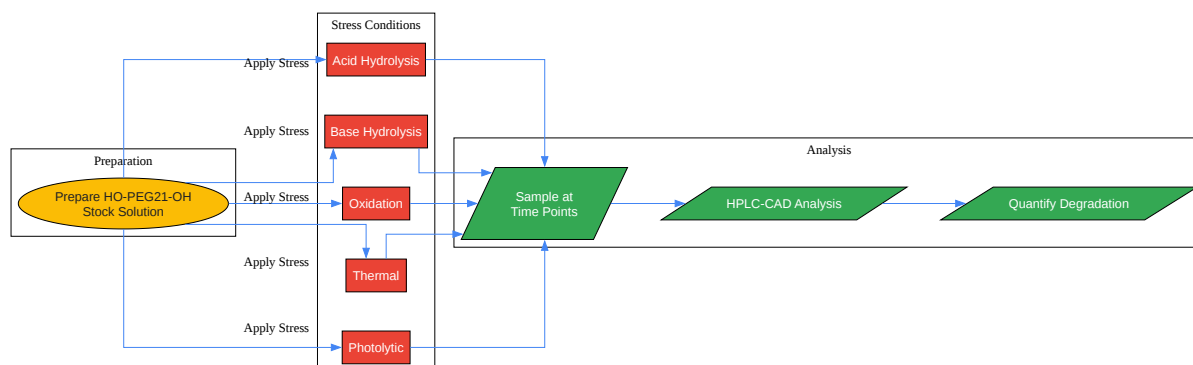 Stress Conditions
Apply Stress
Acid Hydrolysis
Apply Stress
Base Hydrolysis
Preparation
Analysis
Prepare HO-PEG21-OH
Stock Solution
Apply Stress
Oxidation
Sample at
Time Points
HPLC-CAD Analysis
Quantify Degradation
Apply Stress
Thermal
Apply Stress
Photolytic